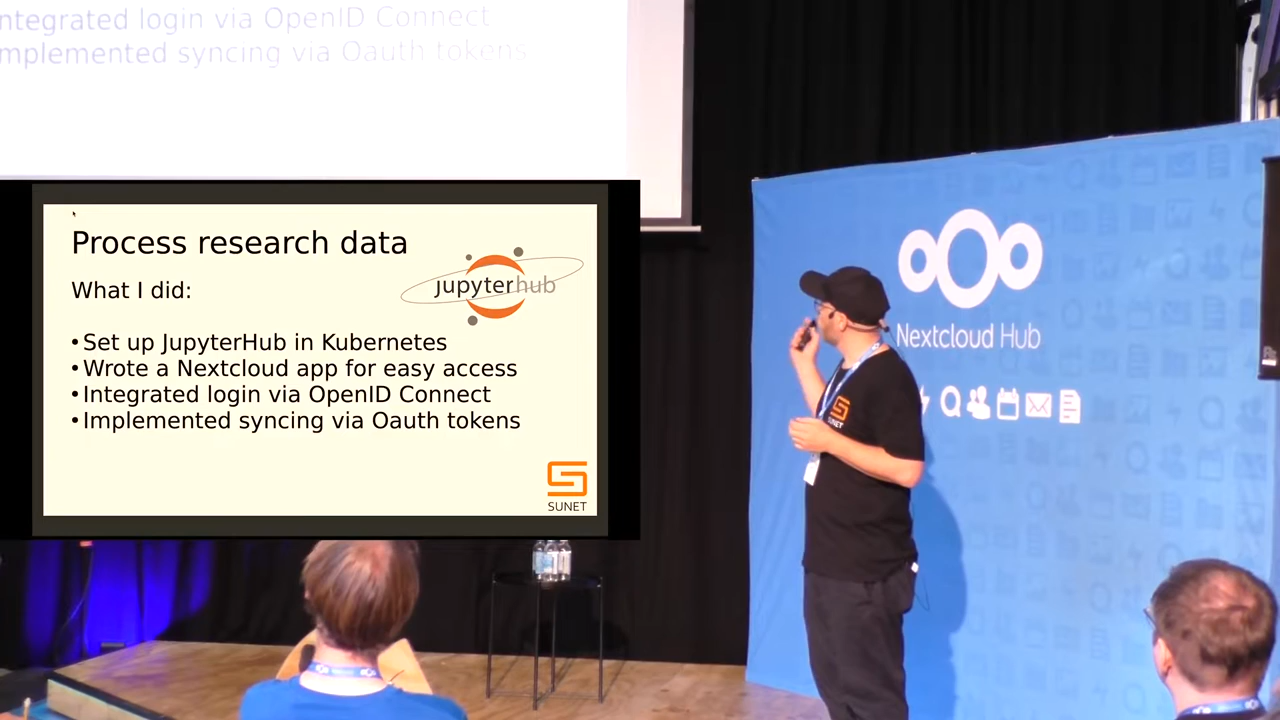 ntegrated login via OpenID Connect
mplemented syncing via Oauth tokens
Process research data
jupyterhub
What I did:
• Set up JupyterHub in Kubernetes
• Wrote a Nextcloud app for easy access
• Integrated login via OpenID Connect
• Implemented syncing via Oauth tokens
SUNET
Nextcloud Hub
SUNET